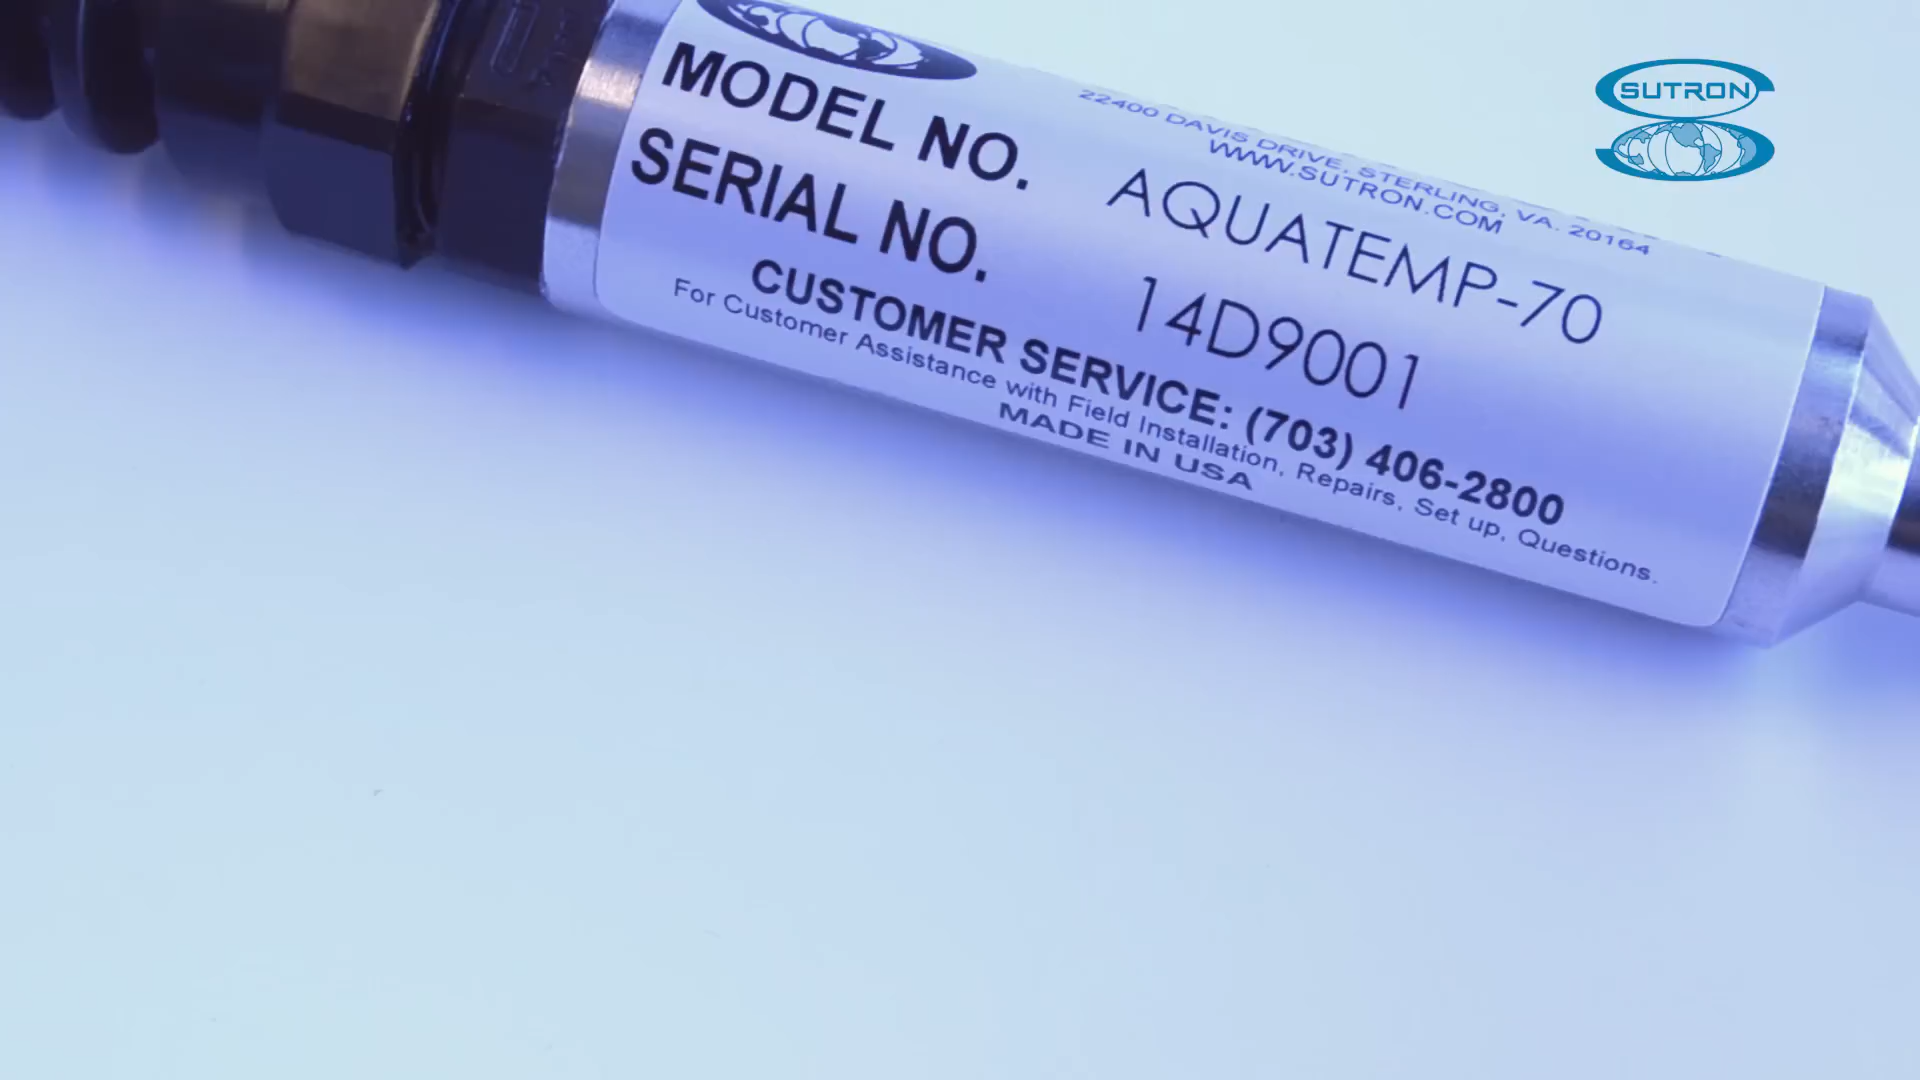 SUTRON
22400 DAVIS DRIVE, STERLING, VA. 20164
WWW.SUTRON.COM
MODEL NO. AQUATEMP-70
SERIAL NO. 14D9001
CUSTOMER SERVICE: (703) 406-2800
For Customer Assistance with Field Installation, Repairs, Set up, Questions.
MADE IN USA